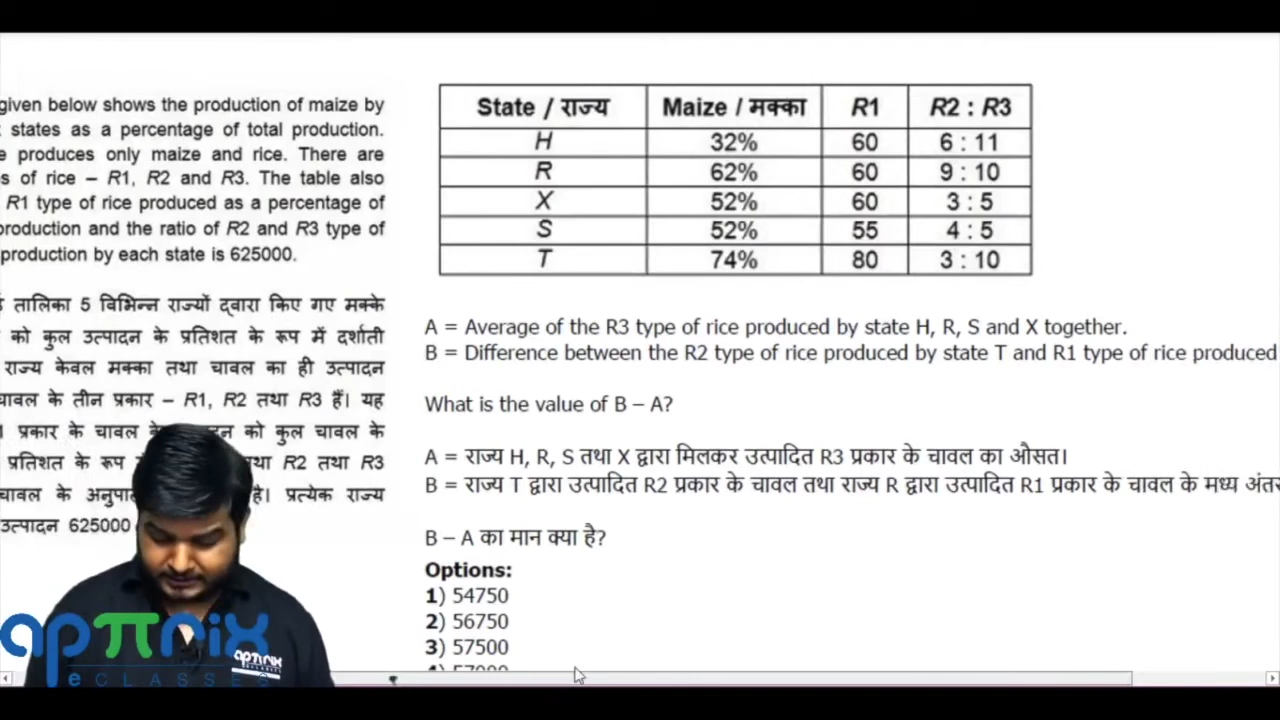 given below shows the production of maize by
states as a percentage of total production.
produces only maize and rice. There are
s of rice – R1, R2 and R3. The table also
R1 type of rice produced as a percentage of
production and the ratio of R2 and R3 type of
production by each state is 625000.
तालिका 5 विभिन्न राज्यों द्वारा किए गए मक्के
को कुल उत्पादन के प्रतिशत के रूप में दर्शाती
राज्य केवल मक्का तथा चावल का ही उत्पादन
चावल के तीन प्रकार – R1, R2 तथा R3 हैं। यह
प्रकार के चावल के दन को कुल चावल के
प्रतिशत के रूप तथा R2 तथा R3
चावल के अनुपा है। प्रत्येक राज्य
उत्पादन 625000
State / राज्य Maize / मक्का R1 R2 : R3
H 32% 60 6 : 11
R 62% 60 9 : 10
X 52% 60 3 : 5
S 52% 55 4 : 5
T 74% 80 3 : 10
A = Average of the R3 type of rice produced by state H, R, S and X together.
B = Difference between the R2 type of rice produced by state T and R1 type of rice produced
What is the value of B – A?
A = राज्य H, R, S तथा X द्वारा मिलकर उत्पादित R3 प्रकार के चावल का औसत।
B = राज्य T द्वारा उत्पादित R2 प्रकार के चावल तथा राज्य R द्वारा उत्पादित R1 प्रकार के चावल के मध्य अंतर
B – A का मान क्या है?
Options:
1) 54750
2) 56750
3) 57500
apπrix
eCLASSES